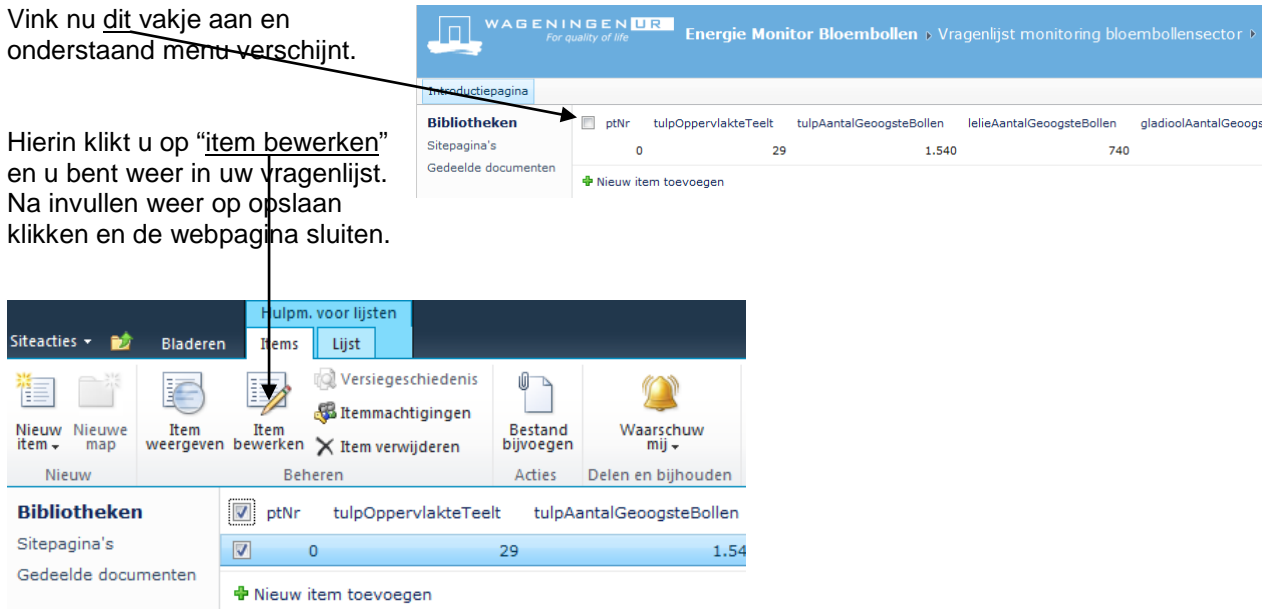 Vink nu dit vakje aan en
onderstaand menu verschijnt.
Hierin klikt u op “item bewerken”
en u bent weer in uw vragenlijst.
Na invullen weer op opslaan
klikken en de webpagina sluiten.
WAGENINGEN UR
For quality of life
Energie Monitor Bloembollen Vragenlijst monitoring bloembollensector
Introductiepagina
Bibliotheken
Sitepagina's
Gedeelde documenten
ptNr tulpOppervlakteTeelt tulpAantalGeoogsteBollen lelieAantalGeoogsteBollen gladioolAantalGeoogs
0 29 1.540 740
Nieuw item toevoegen
Hulpm. voor lijsten
Siteacties Bladeren Items Lijst
Nieuw item
Nieuwe map
Item weergeven
Item bewerken
Versiegeschiedenis
Itemmachtigingen
Item verwijderen
Bestand bijvoegen
Waarschuw mij
Nieuw Beheren Acties Delen en bijhouden
Bibliotheken
Sitepagina's
Gedeelde documenten
ptNr tulpOppervlakteTeelt tulpAantalGeoogsteBollen
0 29 1.54
Nieuw item toevoegen